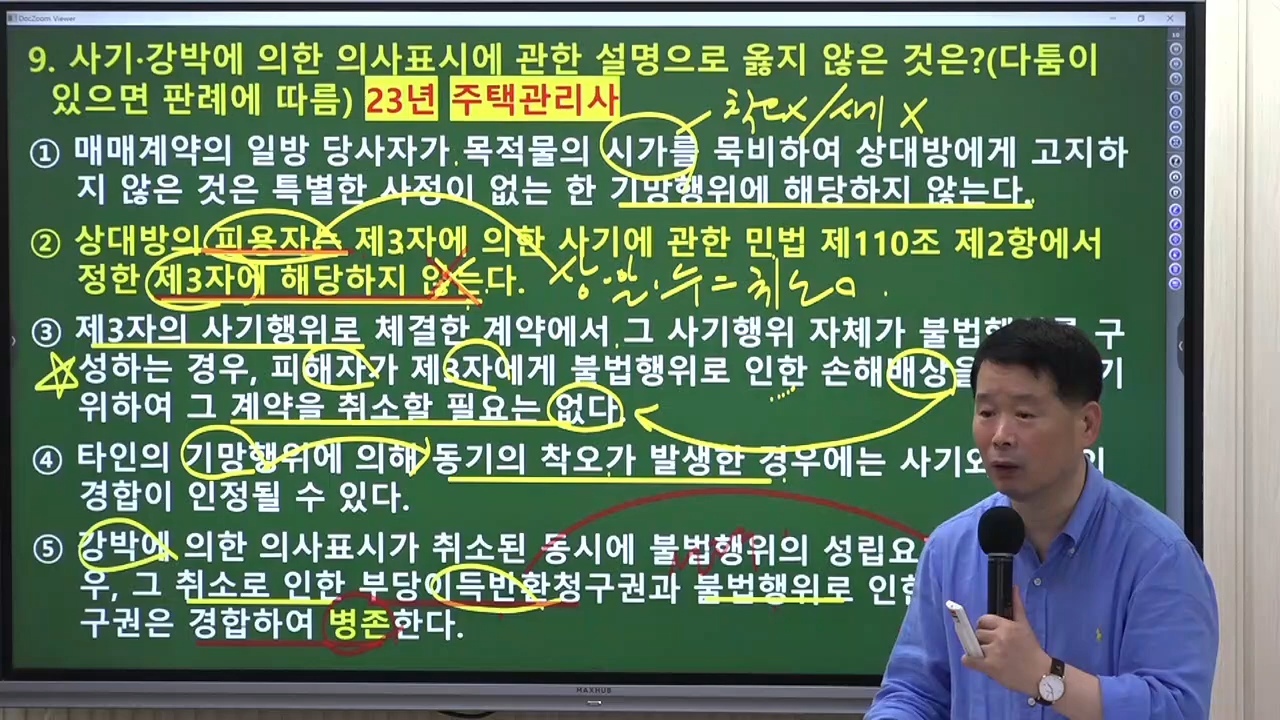 DocZoom Viewer
9. 사기·강박에 의한 의사표시에 관한 설명으로 옳지 않은 것은?(다툼이
있으면 판례에 따름) 23년 주택관리사
착오x/사기 x
① 매매계약의 일방 당사자가 목적물의 시가를 묵비하여 상대방에게 고지하
지 않은 것은 특별한 사정이 없는 한 기망행위에 해당하지 않는다.
② 상대방의 피용자는 제3자에 의한 사기에 관한 민법 제110조 제2항에서
정한 제3자에 해당하지 않는다.
③ 제3자의 사기행위로 체결한 계약에서 그 사기행위 자체가 불법행위를 구
성하는 경우, 피해자가 제3자에게 불법행위로 인한 손해배상을
위하여 그 계약을 취소할 필요는 없다
④ 타인의 기망행위에 의해 동기의 착오가 발생한 경우에는 사기와
경합이 인정될 수 있다.
⑤ 강박에 의한 의사표시가 취소된 동시에 불법행위의 성립요
우, 그 취소로 인한 부당이득반환청구권과 불법행위로 인한
구권은 경합하여 병존한다.
MAXHUB